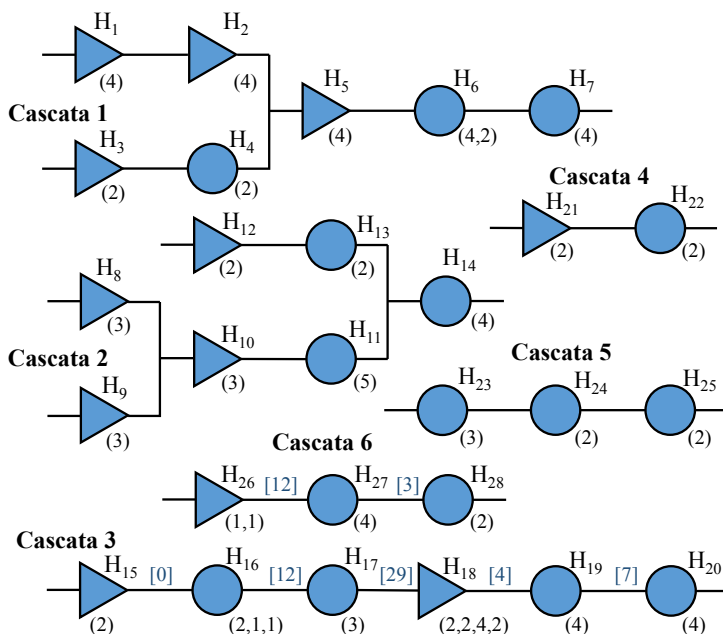 H₁ H₂
(4) (4)
H₅ H₆ H₇
Cascata 1
(4) (4,2) (4)
H₃ H₄
(2) (2)
Cascata 4
H₂₁ H₂₂
(2) (2)
H₁₂ H₁₃
(2) (2)
H₁₄
(4)
H₈
(3)
H₁₀ H₁₁
Cascata 2
(3) (5)
H₉
(3)
Cascata 5
H₂₃ H₂₄ H₂₅
(3) (2) (2)
Cascata 6
H₂₆ [12] H₂₇ [3] H₂₈
(1,1) (4) (2)
Cascata 3
H₁₅ [0] H₁₆ [12] H₁₇ [29] H₁₈ [4] H₁₉ [7] H₂₀
(2) (2,1,1) (3) (2,2,4,2) (4) (4)